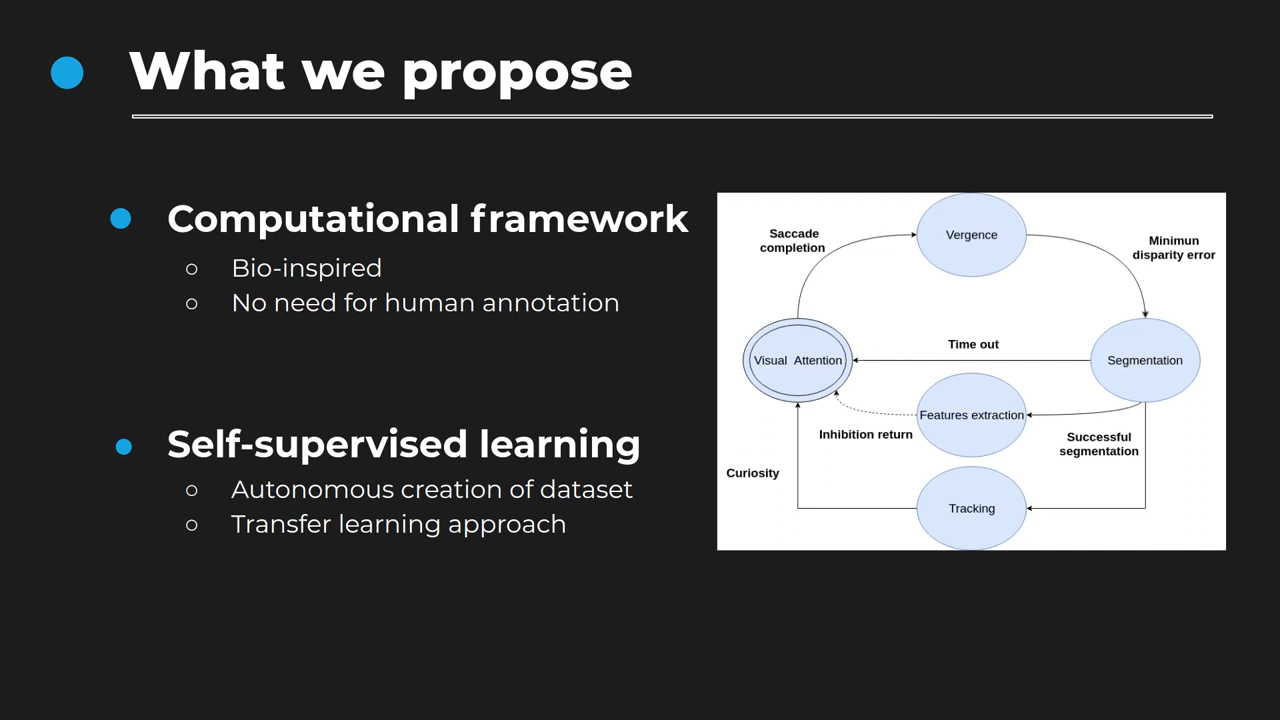 What we propose
Computational framework
Bio-inspired
No need for human annotation
Self-supervised learning
Autonomous creation of dataset
Transfer learning approach
Saccade
completion
Vergence
Minimun
disparity error
Visual Attention
Time out
Segmentation
Features extraction
Inhibition return
Successful
segmentation
Curiosity
Tracking